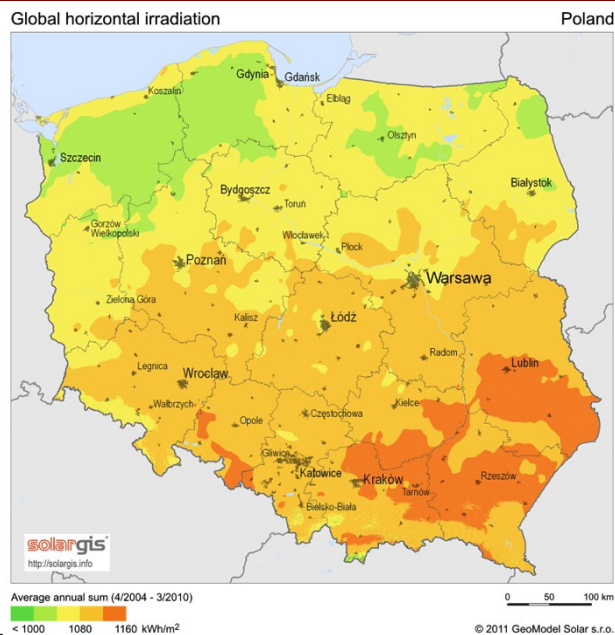 Global horizontal irradiation
Poland
Gdynia
Gdańsk
Koszalin
Elbląg
Olsztyn
Szczecin
Białystok
Bydgoszcz
Toruń
Gorzów
Wielkopolski
Włocławek
Płock
Poznań
Warsawa
Zielona Góra
Kalisz
Łódź
Radom
Lublin
Legnica
Wrocław
Wałbrzych
Opole
Częstochowa
Kielce
Gliwice
Katowice
Kraków
Tarnów
Rzeszów
Bielsko-Biała
solargis
http://solargis.info
Average annual sum (4/2004 - 3/2010)
0 50 100 km
< 1000 1080 1160 kWh/m²
© 2011 GeoModel Solar s.r.o.